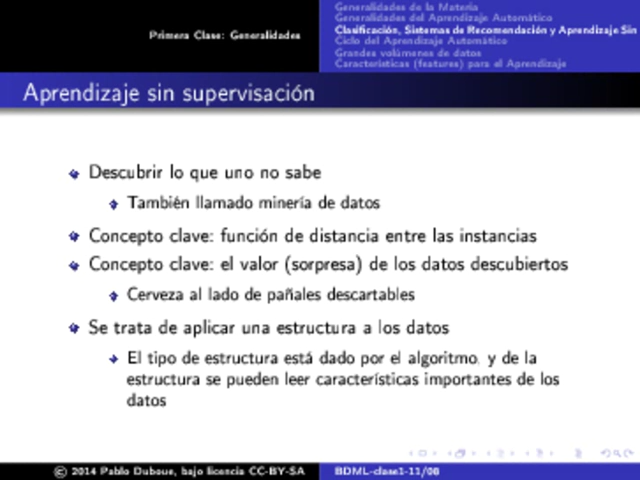 Primera Clase: Generalidades
Generalidades de la Materia
Generalidades del Aprendizaje Automático
Clasificación, Sistemas de Recomendación y Aprendizaje Sin
Ciclo del Aprendizaje Automático
Grandes volúmenes de datos
Características (features) para el Aprendizaje
Aprendizaje sin supervisación
Descubrir lo que uno no sabe
También llamado minería de datos
Concepto clave: función de distancia entre las instancias
Concepto clave: el valor (sorpresa) de los datos descubiertos
Cerveza al lado de pañales descartables
Se trata de aplicar una estructura a los datos
El tipo de estructura está dado por el algoritmo, y de la
estructura se pueden leer características importantes de los
datos
© 2014 Pablo Duboue, bajo licencia CC-BY-SA
BDML-clase1-11/08